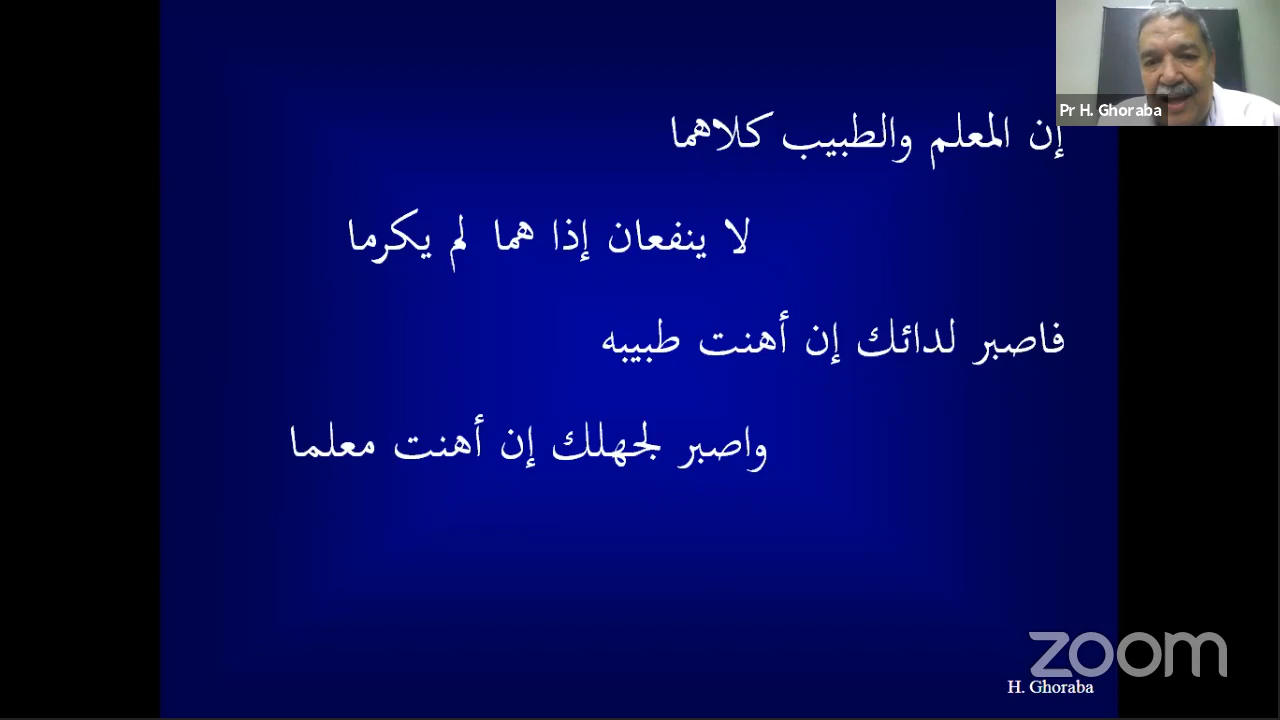 Pr H. Ghoraba
إن المعلم والطبيب كلاهما
لا ينفعان إذا هما لم يكرما
فاصبر لدائك إن أهنت طبيبه
واصبر لجهلك إن أهنت معلما
zoom
H. Ghoraba